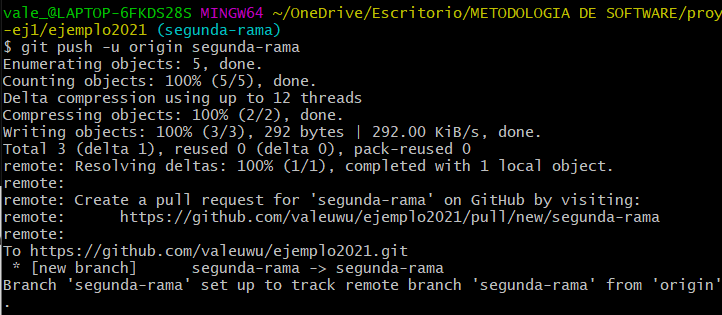 vale_@LAPTOP-6FKDS28S MINGW64 ~/OneDrive/Escritorio/METODOLOGIA DE SOFTWARE/proy
-ej1/ejemplo2021 (segunda-rama)
$ git push -u origin segunda-rama
Enumerating objects: 5, done.
Counting objects: 100% (5/5), done.
Delta compression using up to 12 threads
Compressing objects: 100% (2/2), done.
Writing objects: 100% (3/3), 292 bytes | 292.00 KiB/s, done.
Total 3 (delta 1), reused 0 (delta 0), pack-reused 0
remote: Resolving deltas: 100% (1/1), completed with 1 local object.
remote:
remote: Create a pull request for 'segunda-rama' on GitHub by visiting:
remote:      https://github.com/valeuwu/ejemplo2021/pull/new/segunda-rama
remote:
To https://github.com/valeuwu/ejemplo2021.git
 * [new branch]      segunda-rama -> segunda-rama
Branch 'segunda-rama' set up to track remote branch 'segunda-rama' from 'origin'
.